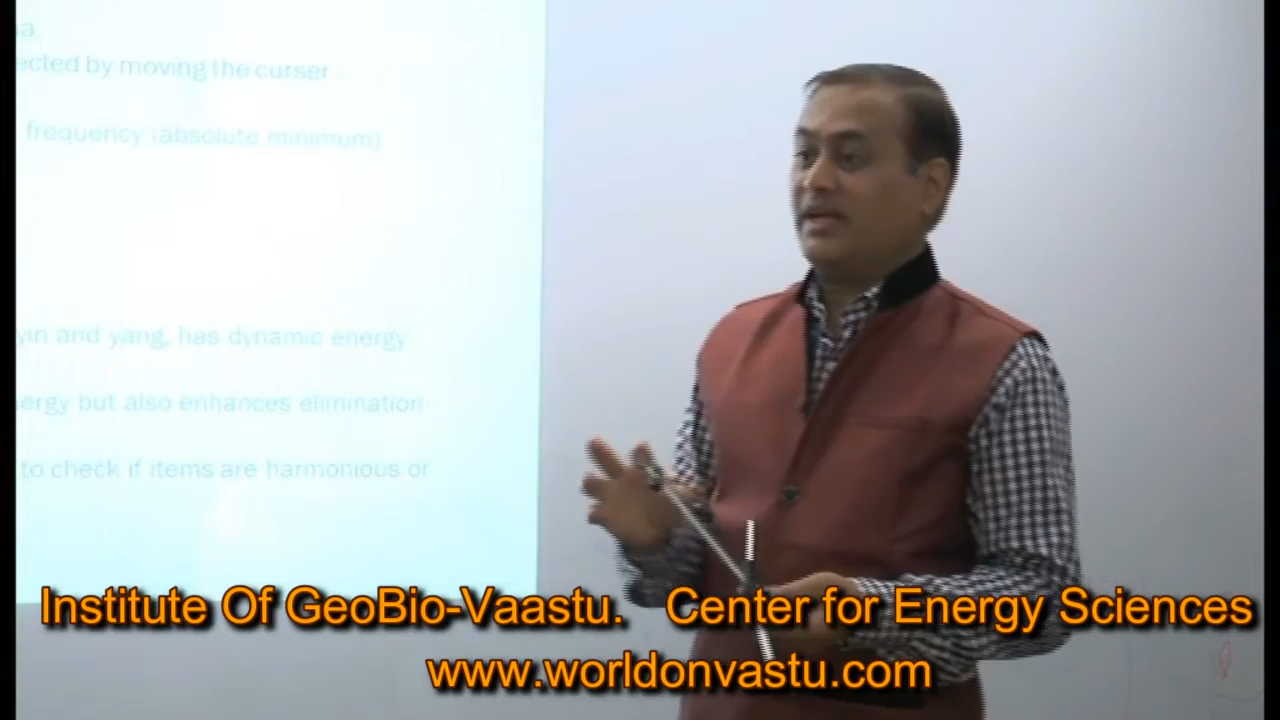 ected by moving the curser
frequency (absolute minimum)
yin and yang, has dynamic energy
ergy but also enhances elimination
to check if items are harmonious or
Institute Of GeoBio-Vaastu. Center for Energy Sciences
www.worldonvastu.com